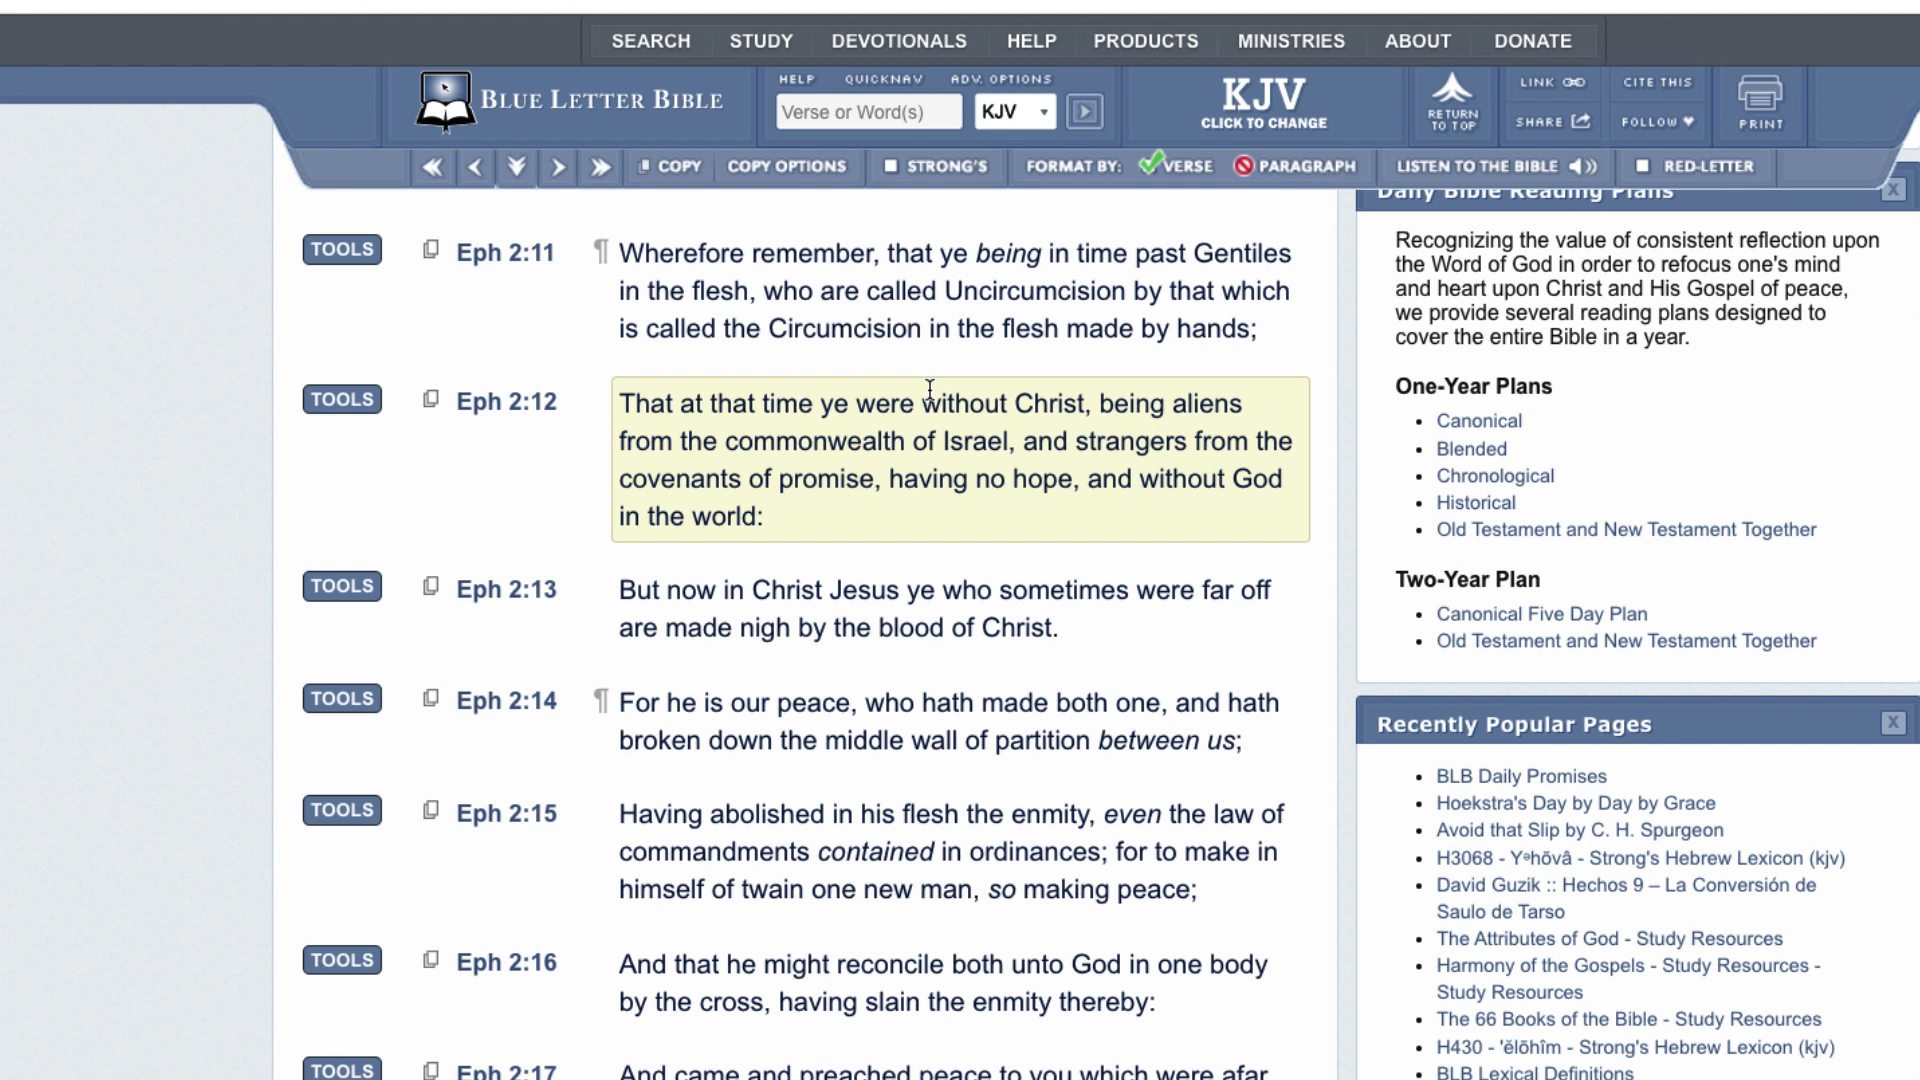 SEARCH STUDY DEVOTIONALS HELP PRODUCTS MINISTRIES ABOUT DONATE
BLUE LETTER BIBLE
HELP QUICKNAV ADV. OPTIONS
Verse or Word(s) KJV
KJV
CLICK TO CHANGE
RETURN
TO TOP
LINK
SHARE
CITE THIS
FOLLOW
PRINT
COPY COPY OPTIONS STRONG'S FORMAT BY: VERSE PARAGRAPH LISTEN TO THE BIBLE RED-LETTER
TOOLS Eph 2:11 ¶ Wherefore remember, that ye being in time past Gentiles
in the flesh, who are called Uncircumcision by that which
is called the Circumcision in the flesh made by hands;
TOOLS Eph 2:12 That at that time ye were without Christ, being aliens
from the commonwealth of Israel, and strangers from the
covenants of promise, having no hope, and without God
in the world:
TOOLS Eph 2:13 But now in Christ Jesus ye who sometimes were far off
are made nigh by the blood of Christ.
TOOLS Eph 2:14 ¶ For he is our peace, who hath made both one, and hath
broken down the middle wall of partition between us;
TOOLS Eph 2:15 Having abolished in his flesh the enmity, even the law of
commandments contained in ordinances; for to make in
himself of twain one new man, so making peace;
TOOLS Eph 2:16 And that he might reconcile both unto God in one body
by the cross, having slain the enmity thereby:
TOOLS Eph 2:17 And came and preached peace to you which were afar
Daily Bible Reading Plans X
Recognizing the value of consistent reflection upon
the Word of God in order to refocus one's mind
and heart upon Christ and His Gospel of peace,
we provide several reading plans designed to
cover the entire Bible in a year.
One-Year Plans
• Canonical
• Blended
• Chronological
• Historical
• Old Testament and New Testament Together
Two-Year Plan
• Canonical Five Day Plan
• Old Testament and New Testament Together
Recently Popular Pages X
• BLB Daily Promises
• Hoekstra's Day by Day by Grace
• Avoid that Slip by C. H. Spurgeon
• H3068 - Yᵊhōvâ - Strong's Hebrew Lexicon (kjv)
• David Guzik :: Hechos 9 – La Conversión de
Saulo de Tarso
• The Attributes of God - Study Resources
• Harmony of the Gospels - Study Resources -
Study Resources
• The 66 Books of the Bible - Study Resources
• H430 - 'ĕlōhîm - Strong's Hebrew Lexicon (kjv)
• BLB Lexical Definitions